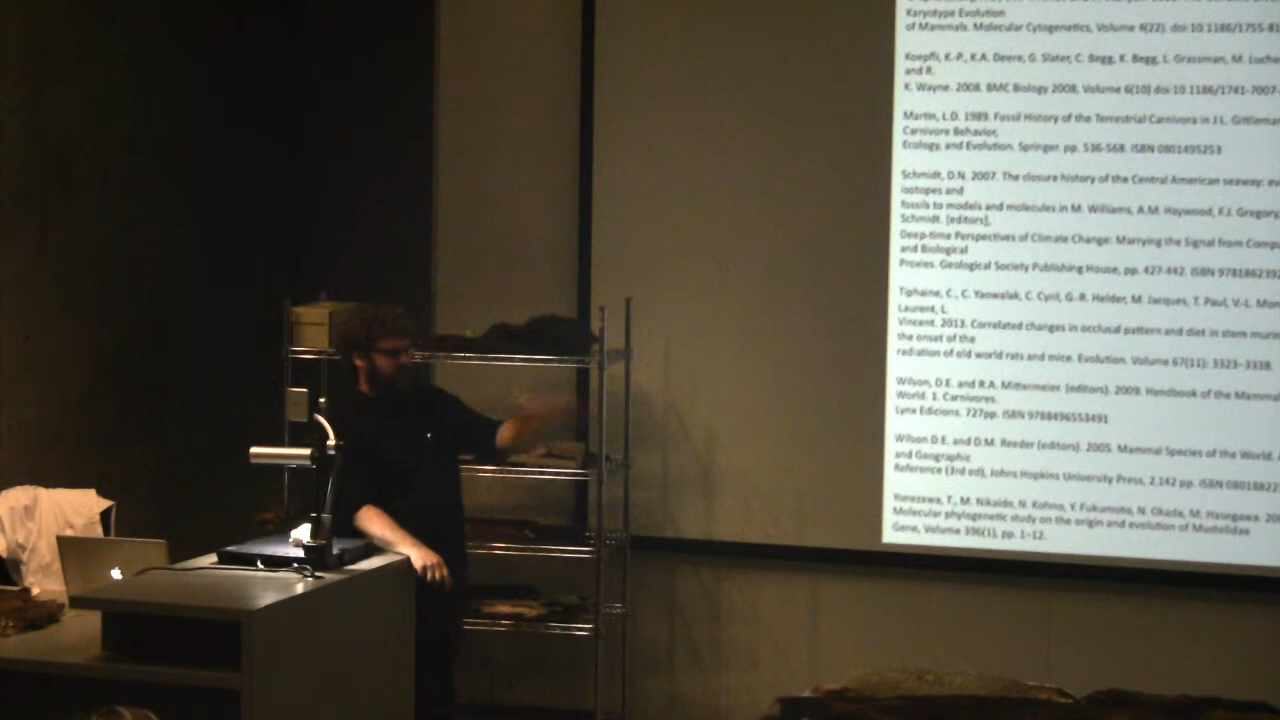 Karyotype Evolution
of Mammals. Molecular Cytogenetics, Volume 4(22). doi:10.1186/1755-81
Koepfli, K.-P., K.A. Deere, G. Slater, C. Begg, K. Begg, L. Grassman, M. Luche
and R.
K. Wayne. 2008. BMC Biology 2008, Volume 6(10) doi:10.1186/1741-7007-
Martin, L.D. 1989. Fossil History of the Terrestrial Carnivora in J.L. Gittleman
Carnivore Behavior,
Ecology, and Evolution. Springer. pp. 536-568. ISBN 0801495253
Schmidt, D.N. 2007. The closure history of the Central American seaway: ev
isotopes and
fossils to models and molecules in M. Williams, A.M. Haywood, F.J. Gregory,
Schmidt. [editors],
Deep-time Perspectives of Climate Change: Marrying the Signal from Compu
and Biological
Proxies. Geological Society Publishing House, pp. 427-442. ISBN 9781862392
Tiphaine, C., C. Yaowalak, C. Cyril, G.-R. Helder, M. Jacques, T. Paul, V.-L. Mon
Laurent, L.
Vincent. 2013. Correlated changes in occlusal pattern and diet in stem muri
the onset of the
radiation of old world rats and mice. Evolution. Volume 67(11): 3323–3338.
Wilson, D.E. and R.A. Mittermeier. (editors). 2009. Handbook of the Mamma
World. 1. Carnivores.
Lynx Edicions. 727pp. ISBN 9788496553491
Wilson D.E. and D.M. Reeder (editors). 2005. Mammal Species of the World. A
and Geographic
Reference (3rd ed), Johns Hopkins University Press, 2,142 pp. ISBN 080188221
Yonezawa, T., M. Nikaido, N. Kohno, Y. Fukumoto, N. Okada, M. Hasegawa. 20
Molecular phylogenetic study on the origin and evolution of Mustelidae
Gene, Volume 396(1), pp. 1–12.